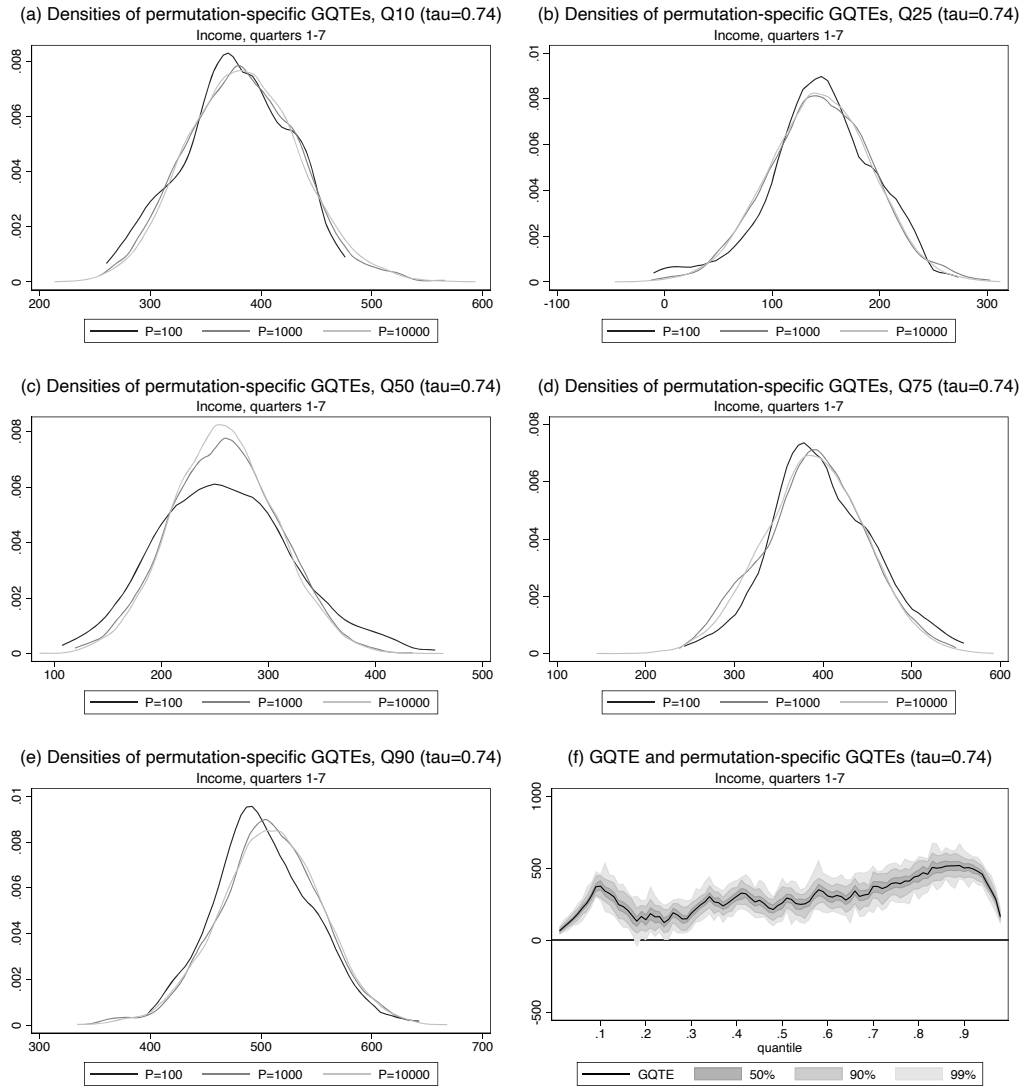 (a) Densities of permutation-specific GQTEs, Q10 (tau=0.74)
Income, quarters 1-7
0 .002 .004 .006 .008
200 300 400 500 600
P=100 P=1000 P=10000
(b) Densities of permutation-specific GQTEs, Q25 (tau=0.74)
Income, quarters 1-7
0 .002 .004 .006 .008 .01
-100 0 100 200 300
P=100 P=1000 P=10000
(c) Densities of permutation-specific GQTEs, Q50 (tau=0.74)
Income, quarters 1-7
0 .002 .004 .006 .008
100 200 300 400 500
P=100 P=1000 P=10000
(d) Densities of permutation-specific GQTEs, Q75 (tau=0.74)
Income, quarters 1-7
0 .002 .004 .006 .008
100 200 300 400 500 600
P=100 P=1000 P=10000
(e) Densities of permutation-specific GQTEs, Q90 (tau=0.74)
Income, quarters 1-7
0 .002 .004 .006 .008 .01
300 400 500 600 700
P=100 P=1000 P=10000
(f) GQTE and permutation-specific GQTEs (tau=0.74)
Income, quarters 1-7
-500 0 500 1000
.1 .2 .3 .4 .5 .6 .7 .8 .9
quantile
GQTE 50% 90% 99%